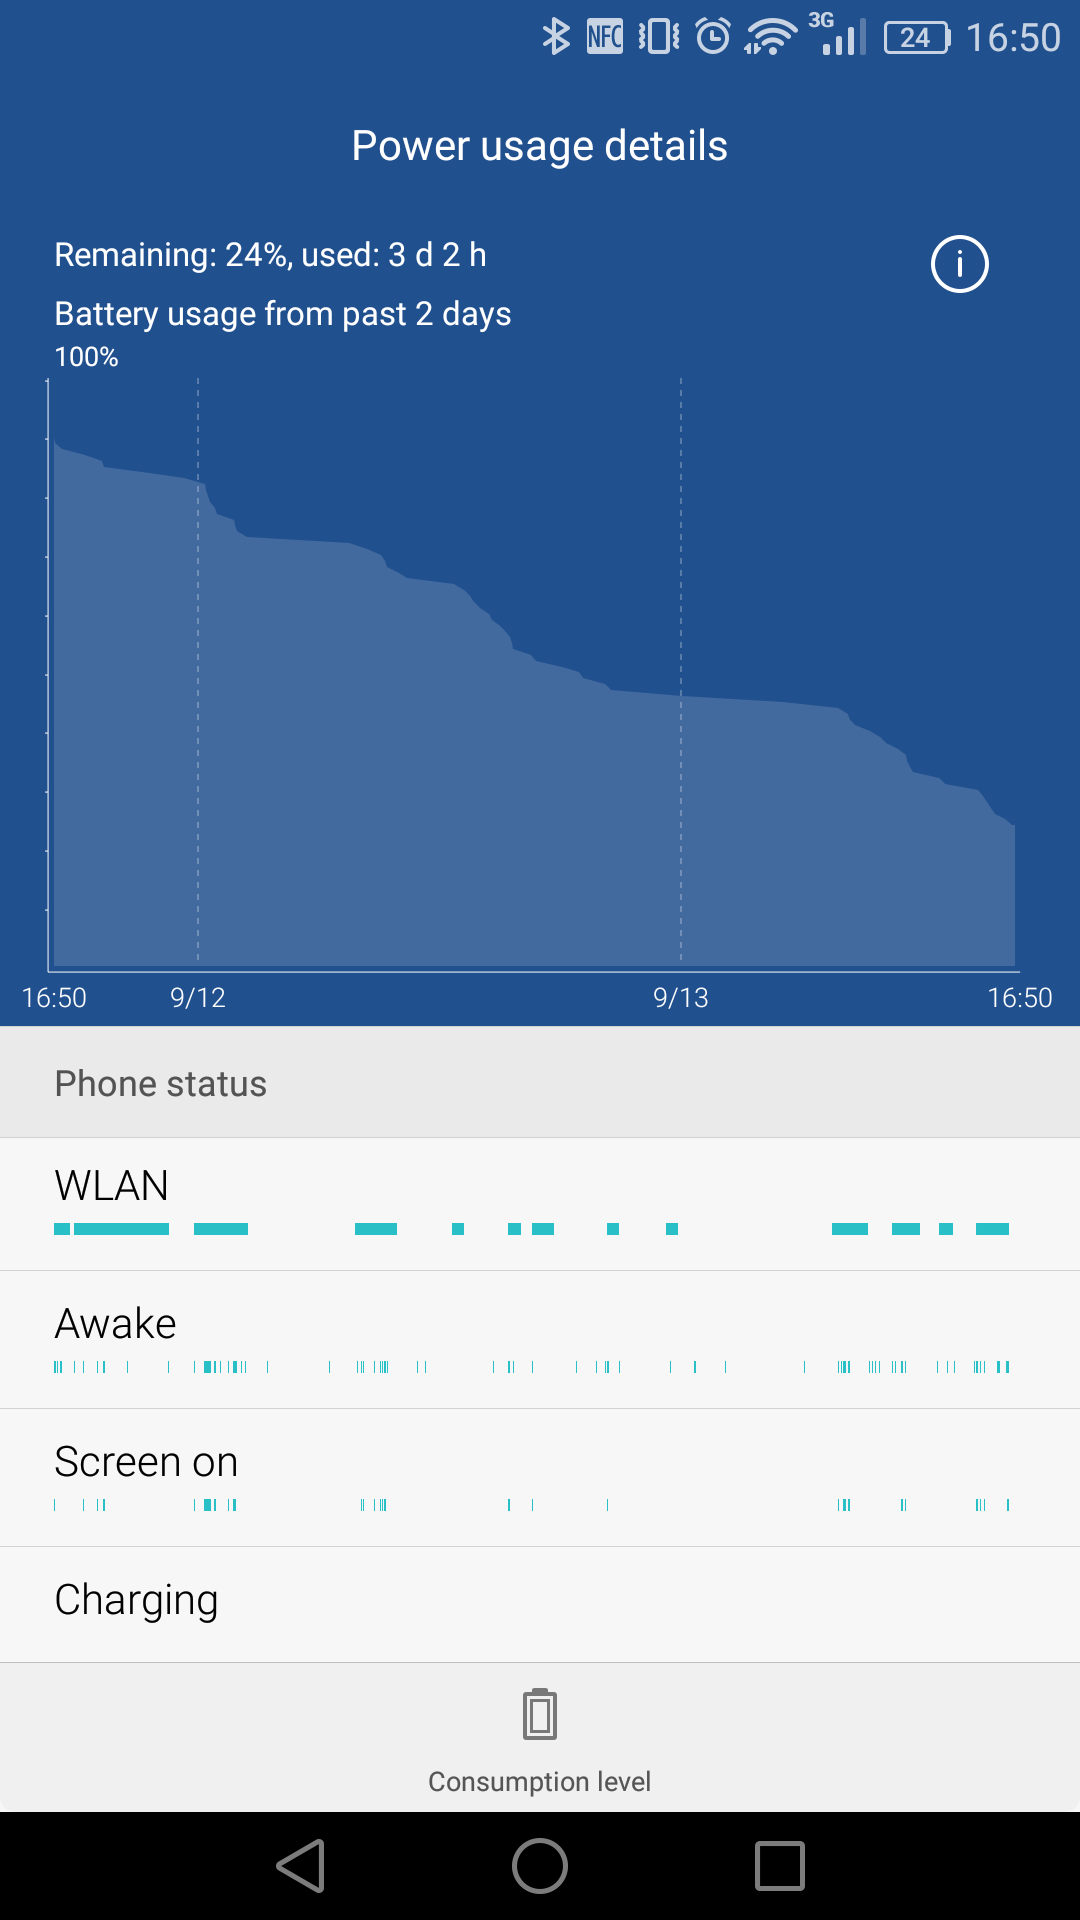 NFC 3G 24 16:50
Power usage details
Remaining: 24%, used: 3 d 2 h
Battery usage from past 2 days
100%
16:50 9/12 9/13 16:50
Phone status
WLAN
Awake
Screen on
Charging
Consumption level